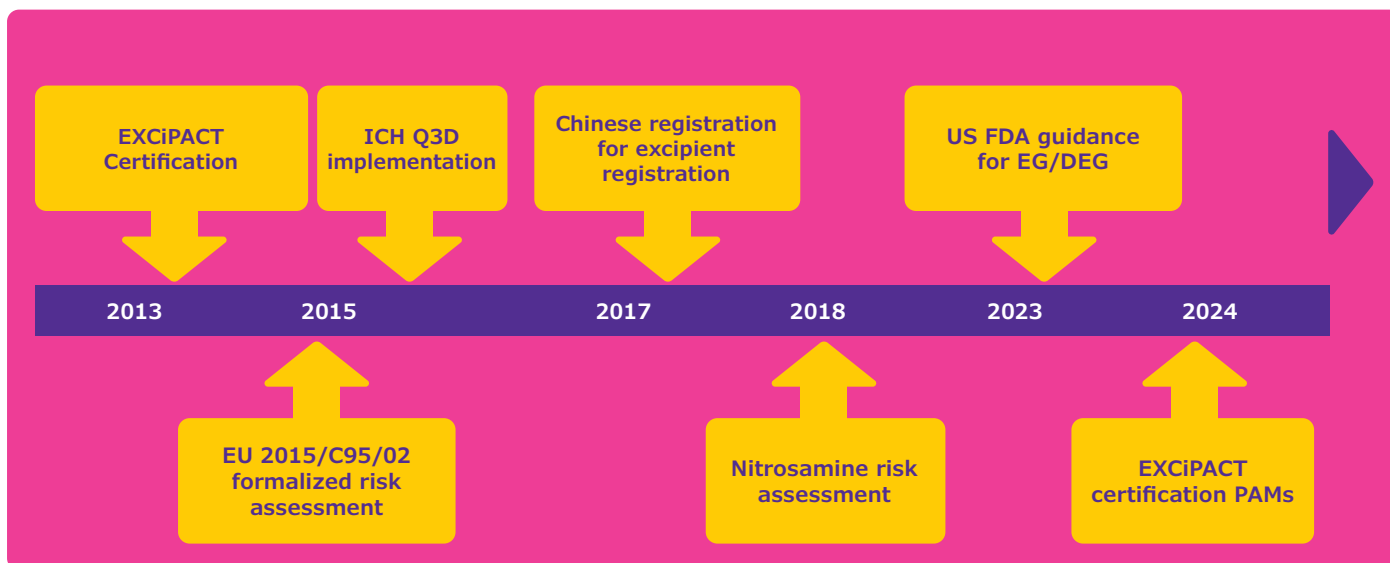 EXCiPACT
Certification
ICH Q3D
implementation
Chinese registration
for excipient
registration
US FDA guidance
for EG/DEG
2013
2015
2017
2018
2023
2024
EU 2015/C95/02
formalized risk
assessment
Nitrosamine risk
assessment
EXCiPACT
certification PAMs